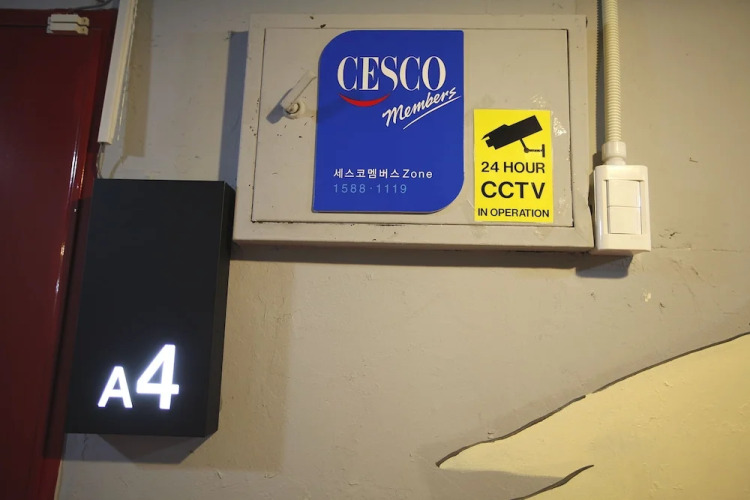 CESCO
Members
세스코멤버스Zone
1588·1119
24 HOUR
CCTV
IN OPERATION
A4